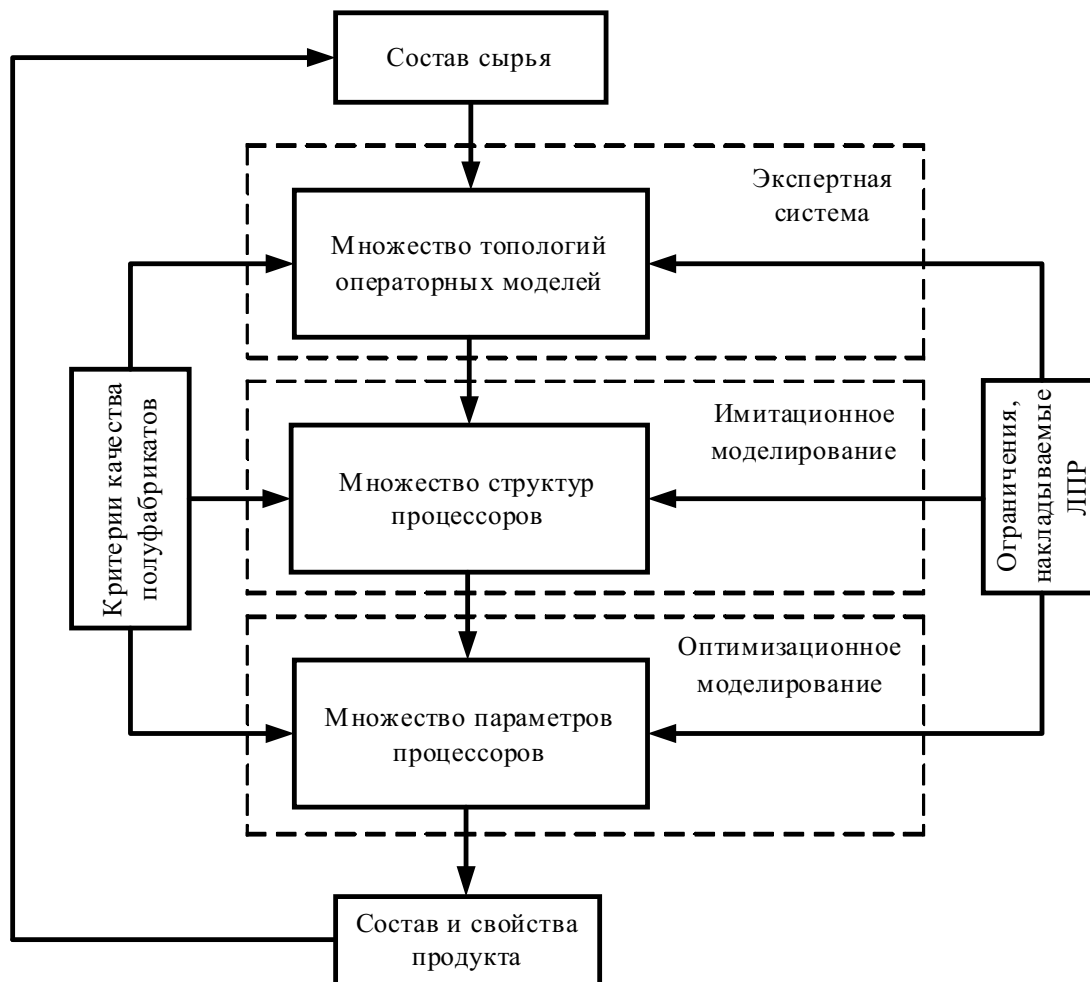 Состав сырья
Экспертная
система
Множество топологий
операторных моделей
Критерии качества
полуфабрикатов
Имитационное
моделирование
Множество структур
процессоров
Ограничения,
накладываемые
ЛПР
Оптимизационное
моделирование
Множество параметров
процессоров
Состав и свойства
продукта